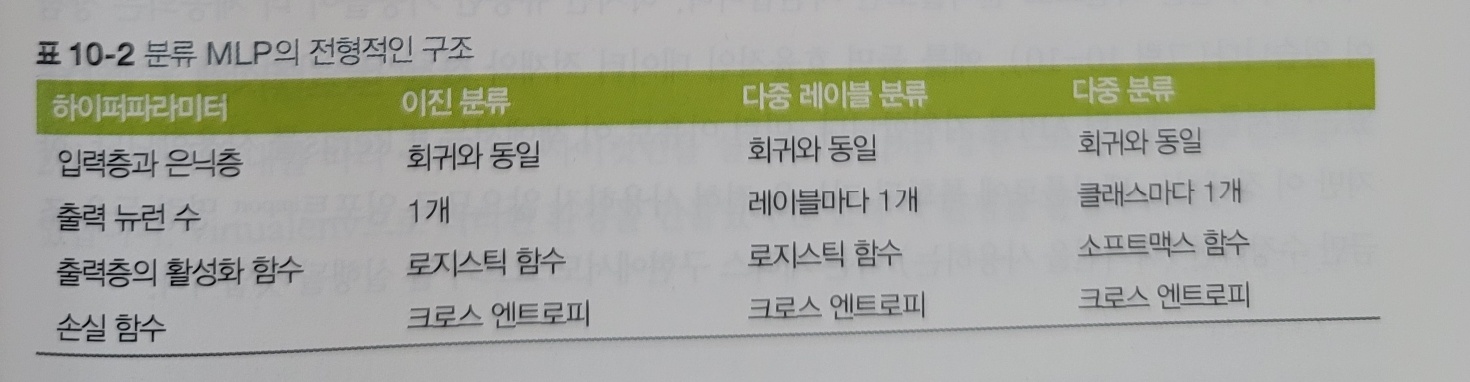 표 10-2 분류 MLP의 전형적인 구조
하이퍼파라미터 이진 분류 다중 레이블 분류 다중 분류
입력층과 은닉층 회귀와 동일 회귀와 동일 회귀와 동일
출력 뉴런 수 1개 레이블마다 1개 클래스마다 1개
출력층의 활성화 함수 로지스틱 함수 로지스틱 함수 소프트맥스 함수
손실 함수 크로스 엔트로피 크로스 엔트로피 크로스 엔트로피